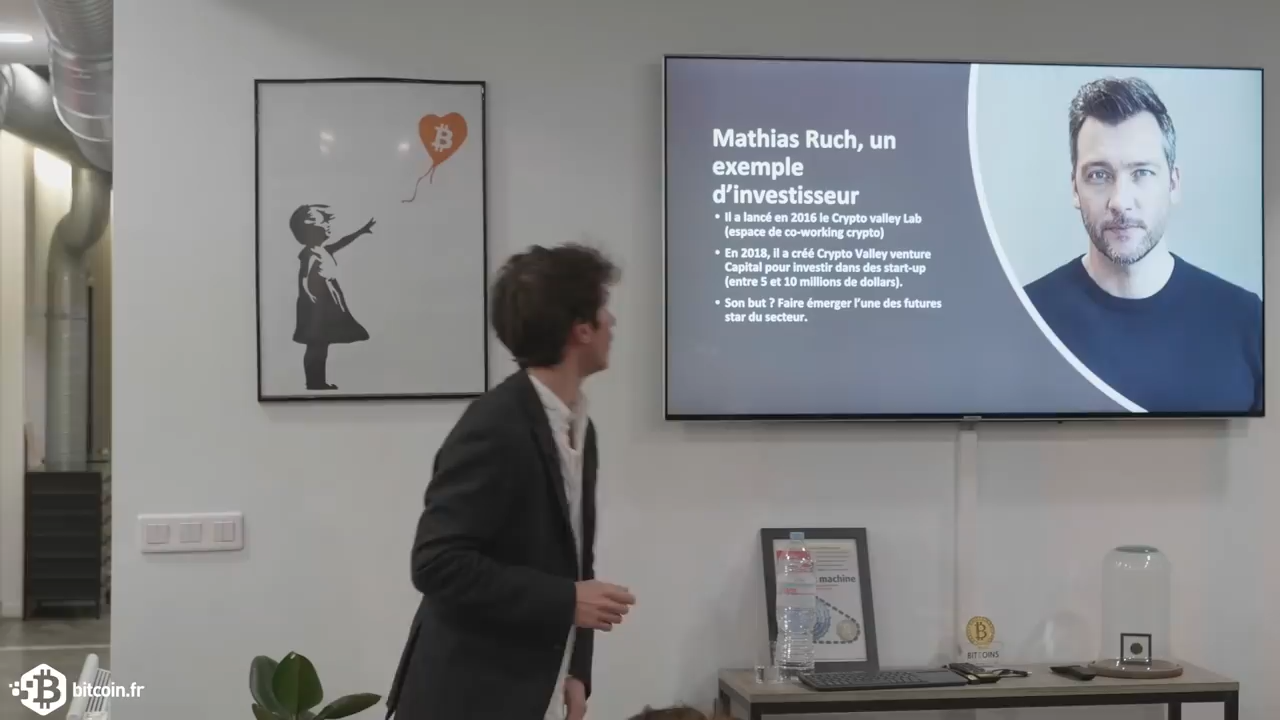 Mathias Ruch, un
exemple
d'investisseur
• Il a lancé en 2016 le Crypto valley Lab
(espace de co-working crypto)
• En 2018, il a créé Crypto Valley venture
Capital pour investir dans des start-up
(entre 5 et 10 millions de dollars).
• Son but ? Faire émerger l'une des futures
star du secteur.
machine
BITCOINS
bitcoin.fr